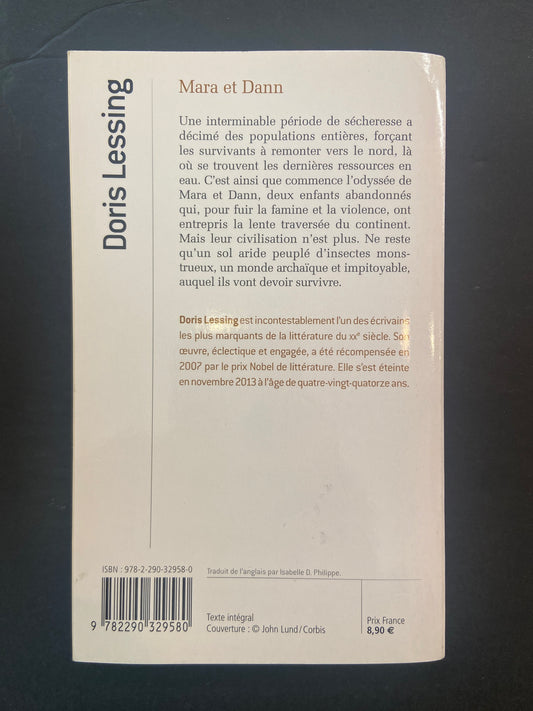 Doris Lessing
Mara et Dann
Une interminable période de sécheresse a
décimé des populations entières, forçant
les survivants à remonter vers le nord, là
où se trouvent les dernières ressources en
eau. C'est ainsi que commence l'odyssée de
Mara et Dann, deux enfants abandonnés
qui, pour fuir la famine et la violence, ont
entrepris la lente traversée du continent.
Mais leur civilisation n'est plus. Ne reste
qu'un sol aride peuplé d'insectes mons-
trueux, un monde archaïque et impitoyable,
auquel ils vont devoir survivre.
Doris Lessing est incontestablement l'un des écrivains
les plus marquants de la littérature du XXe siècle. Son
œuvre, éclectique et engagée, a été récompensée en
2007 par le prix Nobel de littérature. Elle s'est éteinte
en novembre 2013 à l'âge de quatre-vingt-quatorze ans.
ISBN : 978-2-290-32958-0
9 782290 329580
Traduit de l'anglais par Isabelle D. Philippe.
Texte intégral
Couverture : © John Lund / Corbis
Prix France
8,90 €